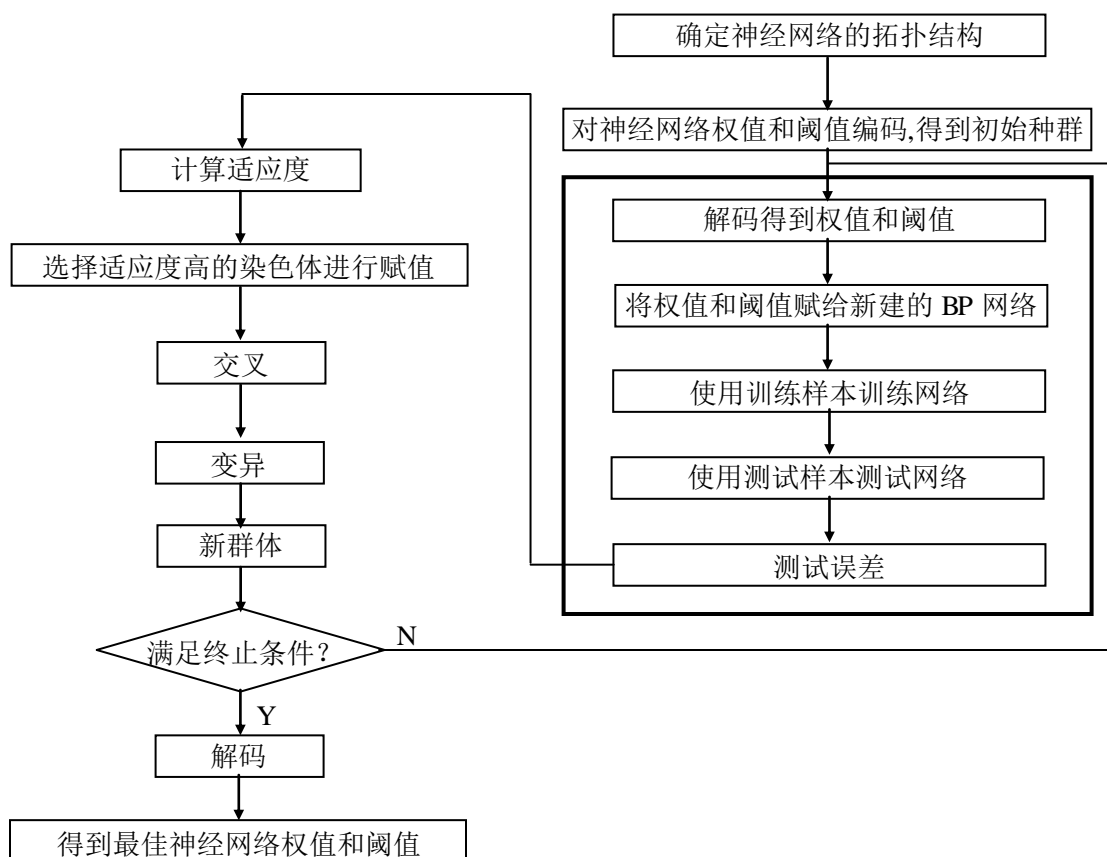 确定神经网络的拓扑结构
对神经网络权值和阈值编码,得到初始种群
解码得到权值和阈值
将权值和阈值赋给新建的 BP 网络
使用训练样本训练网络
使用测试样本测试网络
测试误差
计算适应度
选择适应度高的染色体进行赋值
交叉
变异
新群体
满足终止条件?
N
Y
解码
得到最佳神经网络权值和阈值